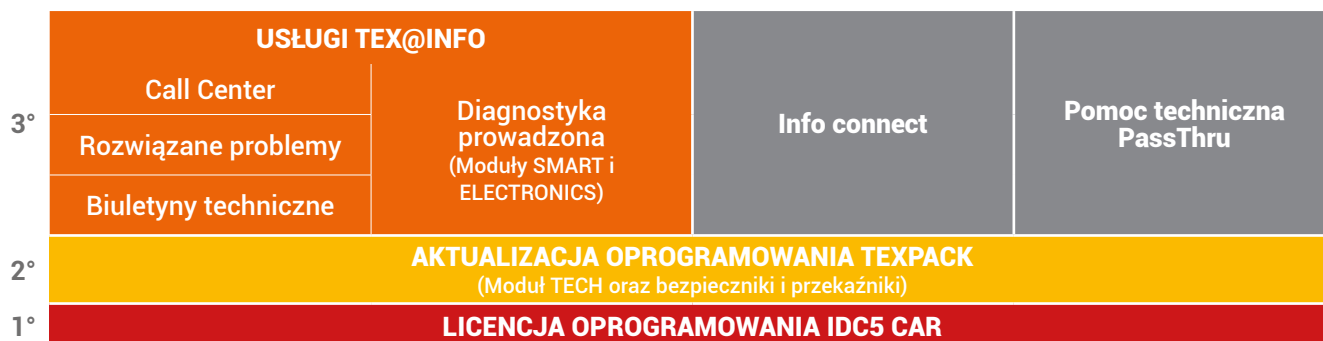 USŁUGI TEX@INFO
Call Center
Rozwiązane problemy
Biuletyny techniczne
Diagnostyka
prowadzona
(Moduły SMART i
ELECTRONICS)
Info connect
Pomoc techniczna
PassThru
3°
2°
AKTUALIZACJA OPROGRAMOWANIA TEXPACK
(Moduł TECH oraz bezpieczniki i przekaźniki)
1°
LICENCJA OPROGRAMOWANIA IDC5 CAR